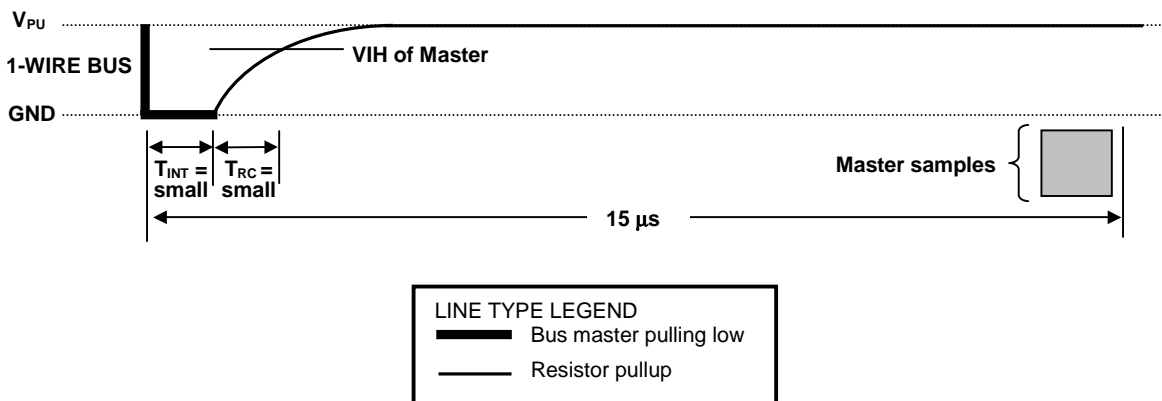 VPU
1-WIRE BUS
VIH of Master
GND
TINT = small
TRC = small
Master samples
15 μs
LINE TYPE LEGEND
Bus master pulling low
Resistor pullup